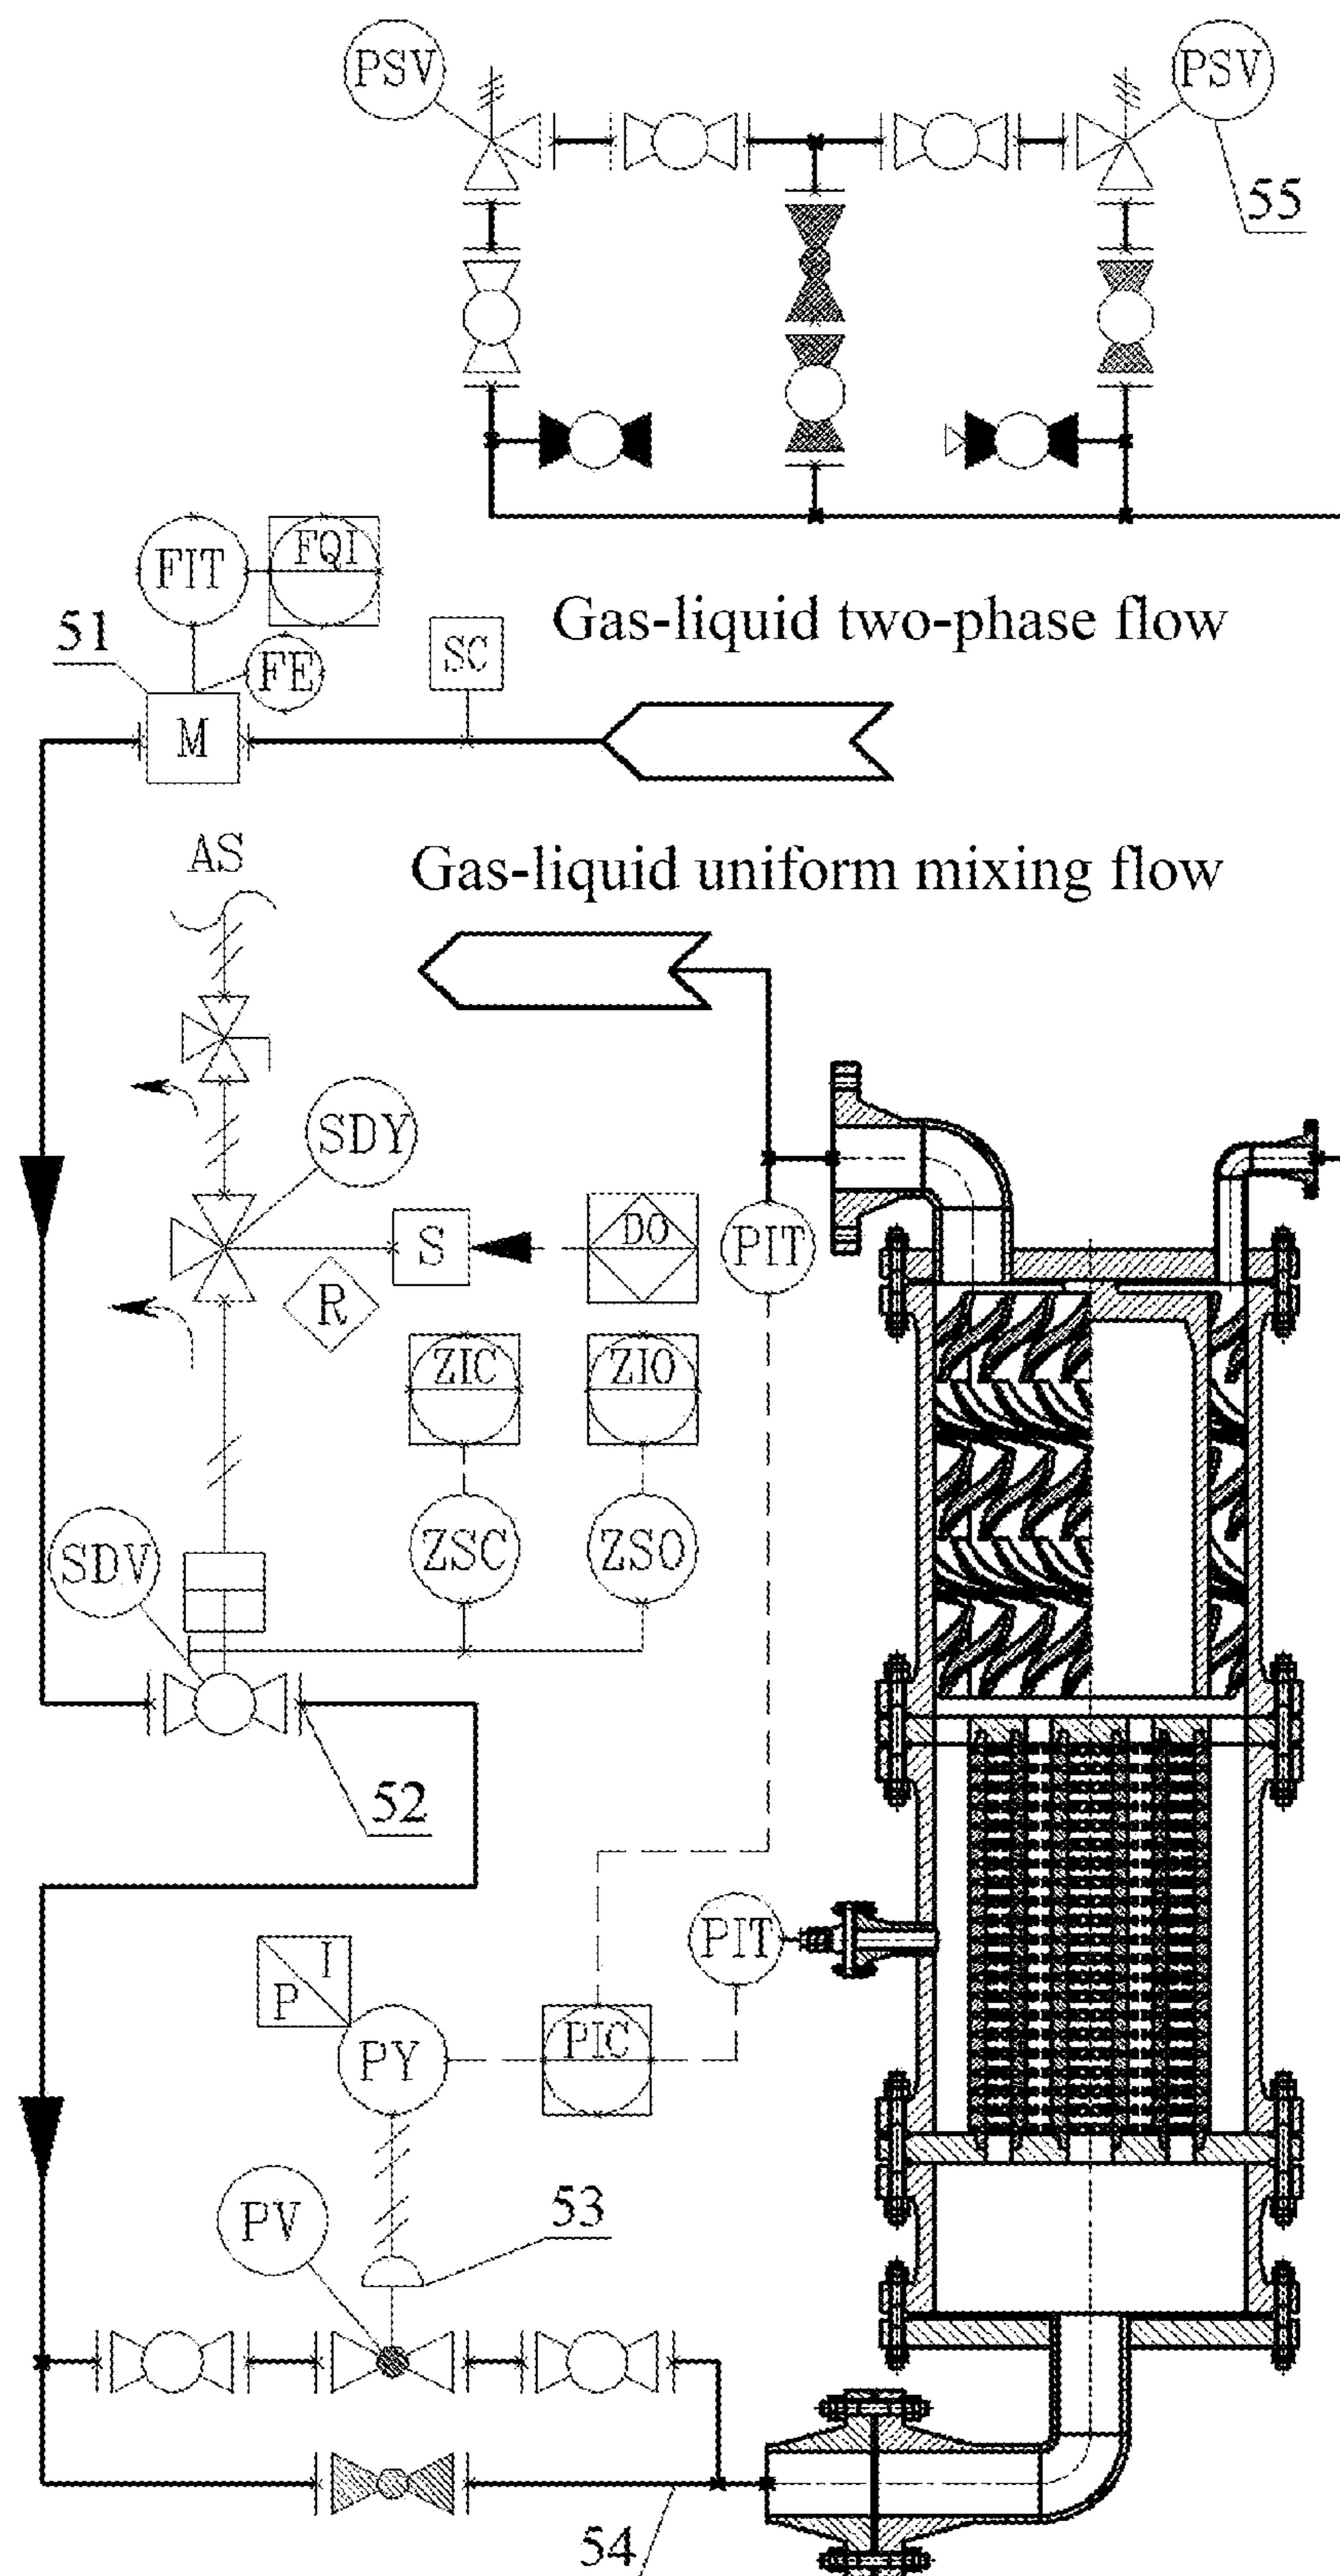 PSV
PSV
55
FIT
FQI
Gas-liquid two-phase flow
51
FE
SC
M
AS
Gas-liquid uniform mixing flow
SDY
S
DO
PIT
R
ZIC
ZIO
ZSC
ZSO
SDV
52
PIT
I
P
PY
PIC
53
PV
54